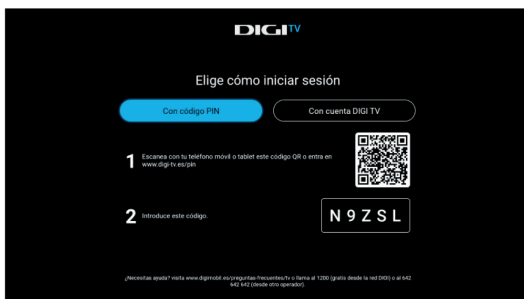 DIGI TV
Elige cómo iniciar sesión
Con código PIN
Con cuenta DIGI TV
1 Escanea con tu teléfono móvil o tablet este código QR o entra en
www.digi-tv.es/pin
2 Introduce este código.
N9ZSL
¿Necesitas ayuda? visita www.digimobil.es/preguntas-frecuentes/tv o llama al 1200 (gratis desde la red DIGI) o al 642
642 642 (desde otro operador).